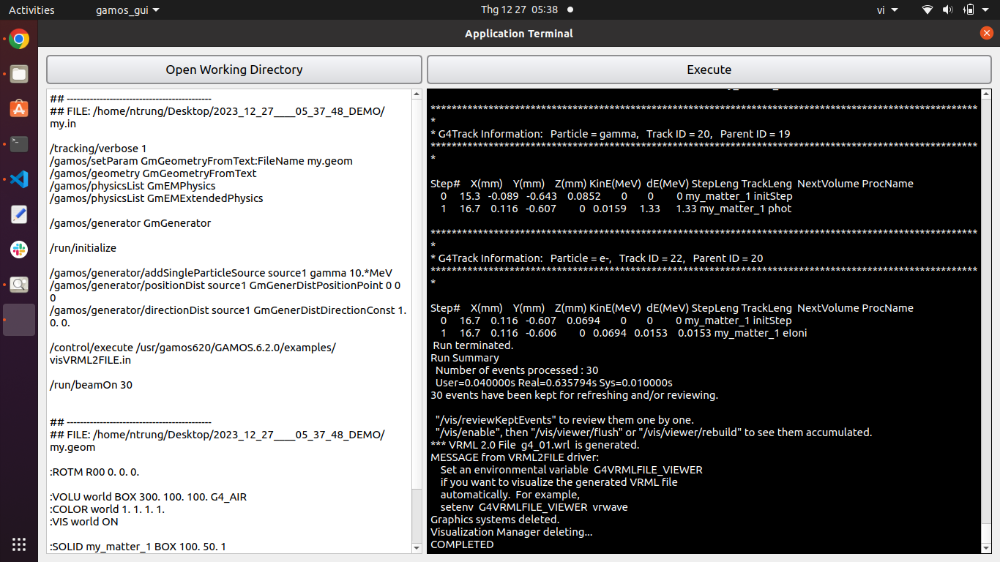 Activities
gamos_gui
Thg 12 27 05:38
vi
Application Terminal
Open Working Directory
Execute
## --------------------------------------------
## FILE: /home/ntrung/Desktop/2023_12_27____05_37_48_DEMO/
my.in
/tracking/verbose 1
/gamos/setParam GmGeometryFromText:FileName my.geom
/gamos/geometry GmGeometryFromText
/gamos/physicsList GmEMPhysics
/gamos/physicsList GmEMExtendedPhysics
/gamos/generator GmGenerator
/run/initialize
/gamos/generator/addSingleParticleSource source1 gamma 10.*MeV
/gamos/generator/positionDist source1 GmGenerDistPositionPoint 0 0
0
/gamos/generator/directionDist source1 GmGenerDistDirectionConst 1.
0. 0.
/control/execute /usr/gamos620/GAMOS.6.2.0/examples/
visVRML2FILE.in
/run/beamOn 30
## --------------------------------------------
## FILE: /home/ntrung/Desktop/2023_12_27____05_37_48_DEMO/
my.geom
:ROTM R00 0. 0. 0.
:VOLU world BOX 300. 100. 100. G4_AIR
:COLOR world 1. 1. 1. 1.
:VIS world ON
:SOLID my_matter_1 BOX 100. 50. 1
*********************************************************************************************************
*
* G4Track Information: Particle = gamma, Track ID = 20, Parent ID = 19
*********************************************************************************************************
*
Step# X(mm) Y(mm) Z(mm) KinE(MeV) dE(MeV) StepLeng TrackLeng NextVolume ProcName
0 15.3 -0.089 -0.643 0.0852 0 0 0 my_matter_1 initStep
1 16.7 0.116 -0.607 0 0.0159 1.33 1.33 my_matter_1 phot
*********************************************************************************************************
*
* G4Track Information: Particle = e-, Track ID = 22, Parent ID = 20
*********************************************************************************************************
*
Step# X(mm) Y(mm) Z(mm) KinE(MeV) dE(MeV) StepLeng TrackLeng NextVolume ProcName
0 16.7 0.116 -0.607 0.0694 0 0 0 my_matter_1 initStep
1 16.7 0.116 -0.606 0 0.0694 0.0153 0.0153 my_matter_1 eIoni
Run terminated.
Run Summary
Number of events processed : 30
User=0.040000s Real=0.635794s Sys=0.010000s
30 events have been kept for refreshing and/or reviewing.
"/vis/reviewKeptEvents" to review them one by one.
"/vis/enable", then "/vis/viewer/flush" or "/vis/viewer/rebuild" to see them accumulated.
*** VRML 2.0 File g4_01.wrl is generated.
MESSAGE from VRML2FILE driver:
Set an environmental variable G4VRMLFILE_VIEWER
if you want to visualize the generated VRML file
automatically. For example,
setenv G4VRMLFILE_VIEWER vrwave
Graphics systems deleted.
Visualization Manager deleting...
COMPLETED